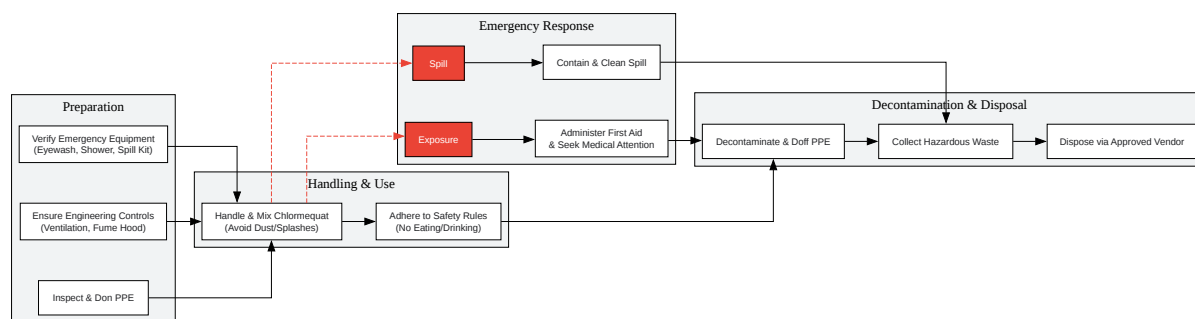 Emergency Response
Spill
Contain & Clean Spill
Exposure
Administer First Aid
& Seek Medical Attention
Preparation
Verify Emergency Equipment
(Eyewash, Shower, Spill Kit)
Ensure Engineering Controls
(Ventilation, Fume Hood)
Inspect & Don PPE
Handling & Use
Handle & Mix Chlormequat
(Avoid Dust/Splashes)
Adhere to Safety Rules
(No Eating/Drinking)
Decontamination & Disposal
Decontaminate & Doff PPE
Collect Hazardous Waste
Dispose via Approved Vendor